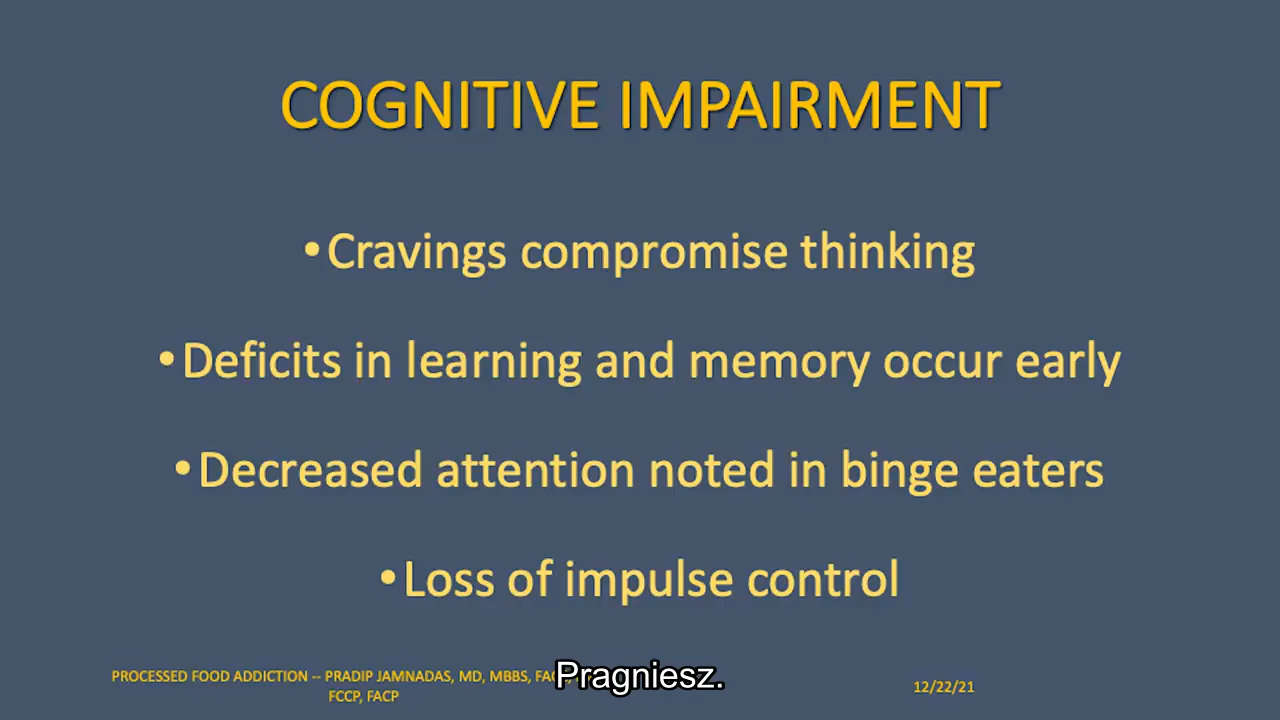 COGNITIVE IMPAIRMENT
•Cravings compromise thinking
•Deficits in learning and memory occur early
•Decreased attention noted in binge eaters
•Loss of impulse control
PROCESSED FOOD ADDICTION -- PRADIP JAMNADAS, MD, MBBS,
FCCP, FACP
12/22/21
Pragniesz.